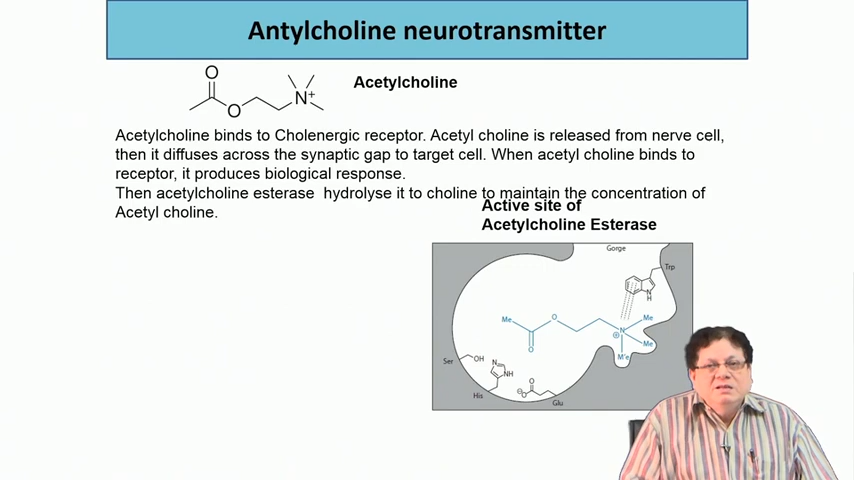 Antylcholine neurotransmitter
O
O
N+
Acetylcholine
Acetylcholine binds to Cholenergic receptor. Acetyl choline is released from nerve cell,
then it diffuses across the synaptic gap to target cell. When acetyl choline binds to
receptor, it produces biological response.
Then acetylcholine esterase hydrolyse it to choline to maintain the concentration of
Acetyl choline.
Active site of
Acetylcholine Esterase
Gorge
Trp
N
H
Me
O
O
N
⊕
Me
Me
M'e
Ser
OH
N
NH
His
O
⊖O
Glu